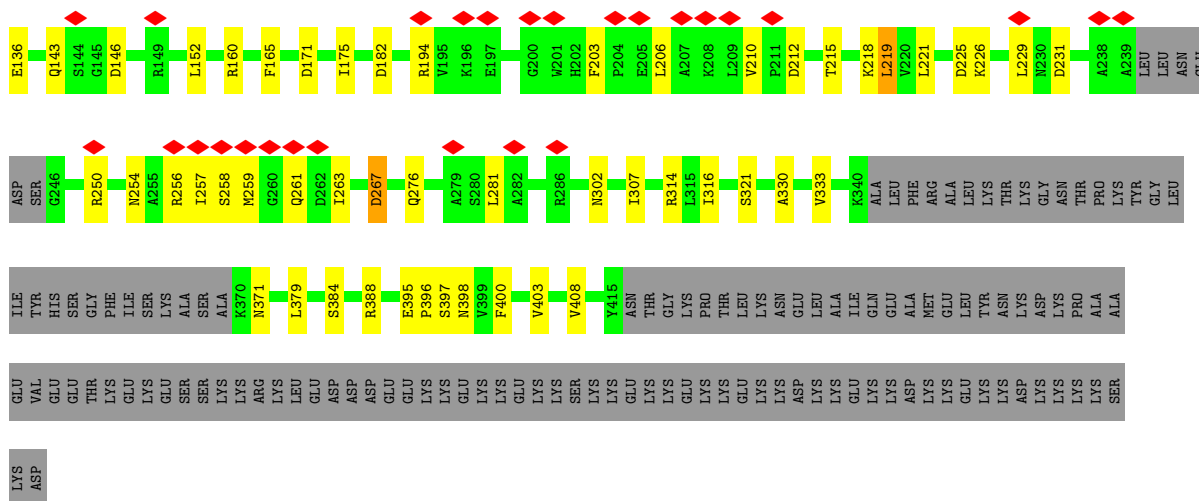 E136 Q143 S144 G145 D146 R149 L152 R160 F165 D171 I175 D182 R194 V195 K196 E197 G200 W201 H202 F203 P204 E205 L206 A207 K208 L209 V210 P211 D212 T215 K218 L219 V220 L221 D225 K226 L229 N230 D231 A238 A239 LEU LEU ASN GLU
ASP SER G246 R250 N254 A255 R256 I257 S258 M259 G260 Q261 D262 I263 D267 Q276 A279 S280 L281 A282 R286 N302 I307 R314 L315 I316 S321 A330 V333 K340 ALA LEU PHE ARG ALA LEU LYS THR LYS GLY ASN THR PRO LYS TYR GLY LEU
ILE TYR HIS SER GLY PHE ILE SER LYS ALA SER ALA K370 N371 L379 S384 R388 E395 P396 S397 N398 V399 F400 V403 V408 Y415 ASN THR GLY LYS PRO THR LEU LYS ASN GLU LEU ALA ILE GLN GLU ALA MET GLU LEU TYR ASN LYS ASP LYS PRO ALA ALA
GLU VAL GLU GLU THR LYS GLU LYS GLU SER SER LYS LYS ARG LYS LEU GLU ASP ASP ASP GLU GLU LYS LYS GLU LYS LYS GLU LYS LYS SER LYS LYS GLU LYS LYS GLU LYS LYS GLU LYS LYS ASP LYS LYS GLU LYS LYS ASP LYS LYS GLU LYS LYS ASP LYS LYS LYS LYS SER
LYS ASP